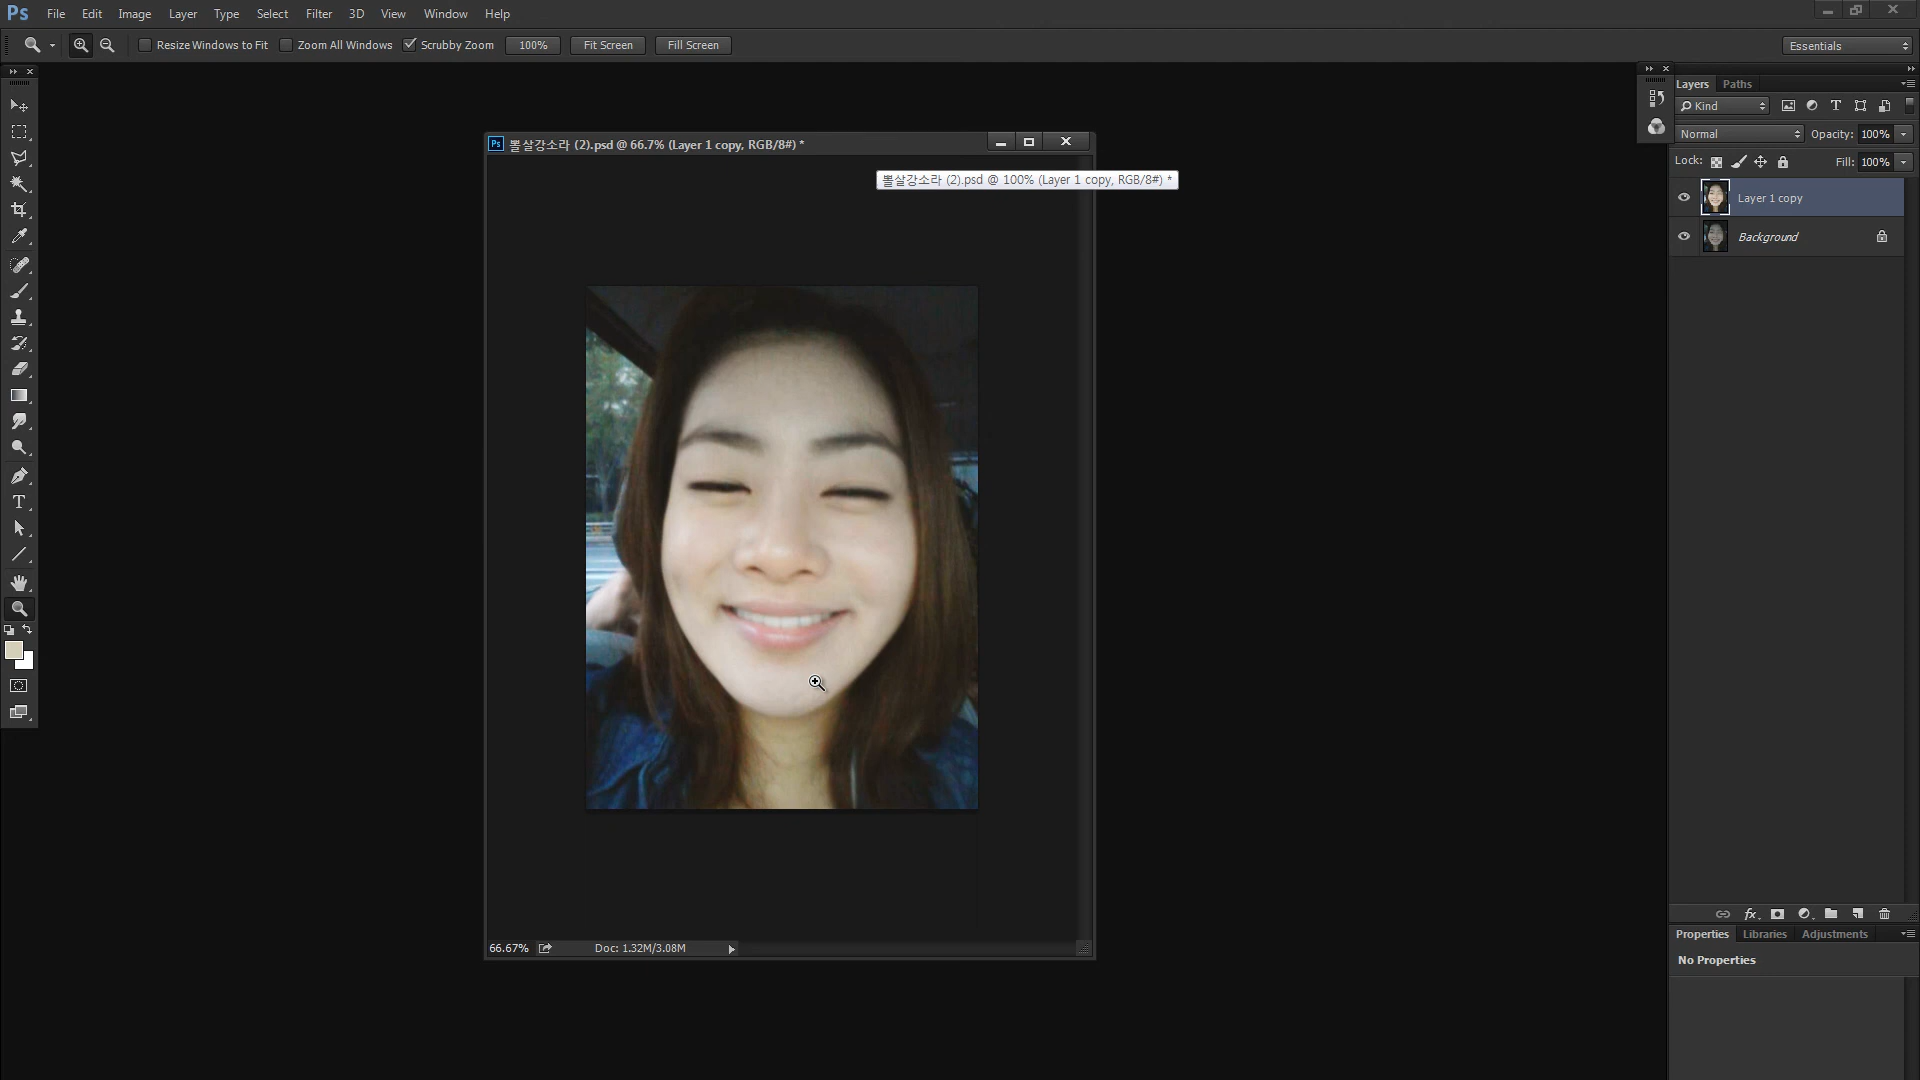 Ps File Edit Image Layer Type Select Filter 3D View Window Help
Resize Windows to Fit Zoom All Windows Scrubby Zoom 100% Fit Screen Fill Screen Essentials
Layers Paths
Kind
Normal Opacity: 100%
Lock: Fill: 100%
Layer 1 copy
Background
Ps 뽈살강소라 (2).psd @ 66.7% (Layer 1 copy, RGB/8#) *
뽈살강소라 (2).psd @ 100% (Layer 1 copy, RGB/8#) *
66.67% Doc: 1.32M/3.08M
Properties Libraries Adjustments
No Properties